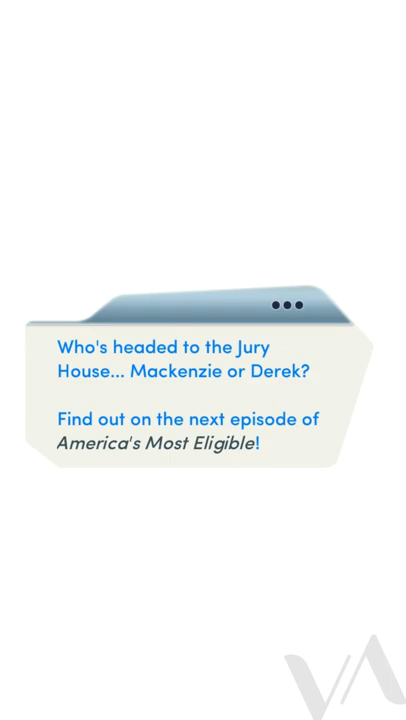 Who's headed to the Jury
House... Mackenzie or Derek?
Find out on the next episode of
America's Most Eligible!